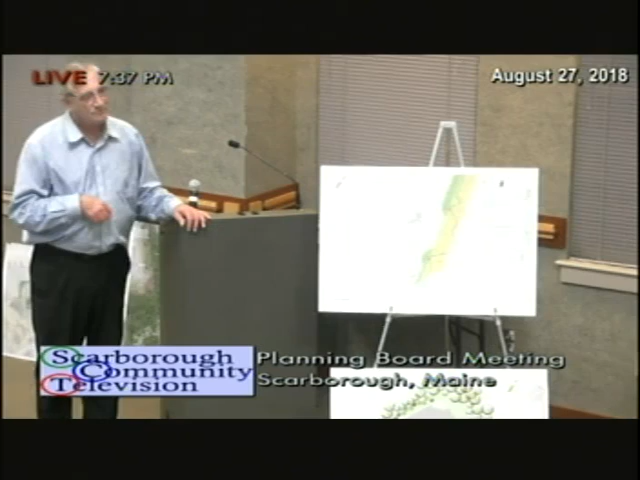 LIVE 7:37 PM
August 27, 2018
Scarborough
Community
Television
Planning Board Meeting
Scarborough, Maine